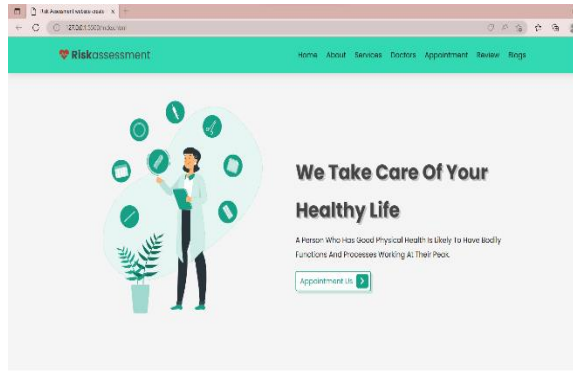 Riskassessment
Home About Services Doctors Appointment Review Blogs
We Take Care Of Your
Healthy Life
A Person Who Has Good Physical Health Is Likely To Have Bodily
Functions And Processes Working At Their Peak.
Appointment Us